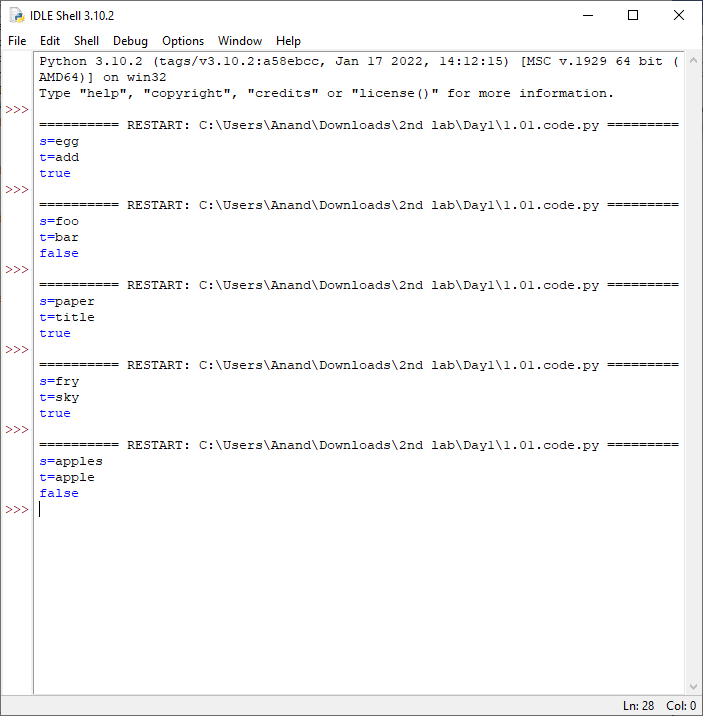 IDLE Shell 3.10.2
File Edit Shell Debug Options Window Help
Python 3.10.2 (tags/v3.10.2:a58ebcc, Jan 17 2022, 14:12:15) [MSC v.1929 64 bit (
AMD64)] on win32
Type "help", "copyright", "credits" or "license()" for more information.
>>>
========== RESTART: C:\Users\Anand\Downloads\2nd lab\Day1\1.01.code.py =========
s=egg
t=add
true
>>>
========== RESTART: C:\Users\Anand\Downloads\2nd lab\Day1\1.01.code.py =========
s=foo
t=bar
false
>>>
========== RESTART: C:\Users\Anand\Downloads\2nd lab\Day1\1.01.code.py =========
s=paper
t=title
true
>>>
========== RESTART: C:\Users\Anand\Downloads\2nd lab\Day1\1.01.code.py =========
s=fry
t=sky
true
>>>
========== RESTART: C:\Users\Anand\Downloads\2nd lab\Day1\1.01.code.py =========
s=apples
t=apple
false
>>>
Ln: 28 Col: 0